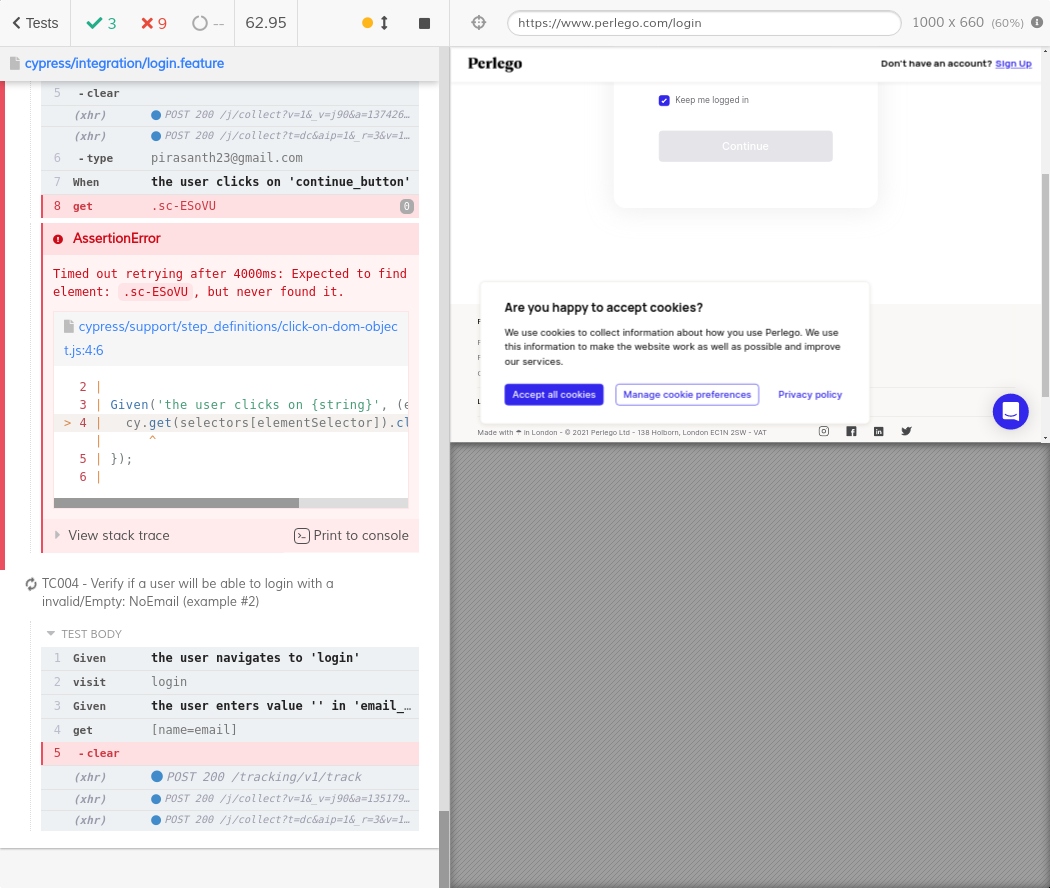 Tests 3 9 -- 62.95
https://www.perlego.com/login 1000 x 660 (60%)
cypress/integration/login.feature
5 -clear
(xhr) POST 200 /j/collect?v=1&_v=j90&a=137426…
(xhr) POST 200 /j/collect?t=dc&aip=1&_r=3&v=1…
6 -type pirasanth23@gmail.com
7 When the user clicks on 'continue_button'
8 get .sc-ESoVU 0
AssertionError
Timed out retrying after 4000ms: Expected to find
element: .sc-ESoVU, but never found it.
cypress/support/step_definitions/click-on-dom-objec
t.js:4:6
2 |
3 | Given('the user clicks on {string}', (e
> 4 | cy.get(selectors[elementSelector]).cl
| ^
5 | });
6 |
View stack trace Print to console
TC004 - Verify if a user will be able to login with a
invalid/Empty: NoEmail (example #2)
TEST BODY
1 Given the user navigates to 'login'
2 visit login
3 Given the user enters value '' in 'email_…
4 get [name=email]
5 -clear
(xhr) POST 200 /tracking/v1/track
(xhr) POST 200 /j/collect?v=1&_v=j90&a=135179…
(xhr) POST 200 /j/collect?t=dc&aip=1&_r=3&v=1…
Perlego Don't have an account? Sign Up
Keep me logged in
Continue
Are you happy to accept cookies?
We use cookies to collect information about how you use Perlego. We use
this information to make the website work as well as possible and improve
our services.
Accept all cookies Manage cookie preferences Privacy policy
Made with ☂ in London - © 2021 Perlego Ltd - 138 Holborn, London EC1N 2SW - VAT